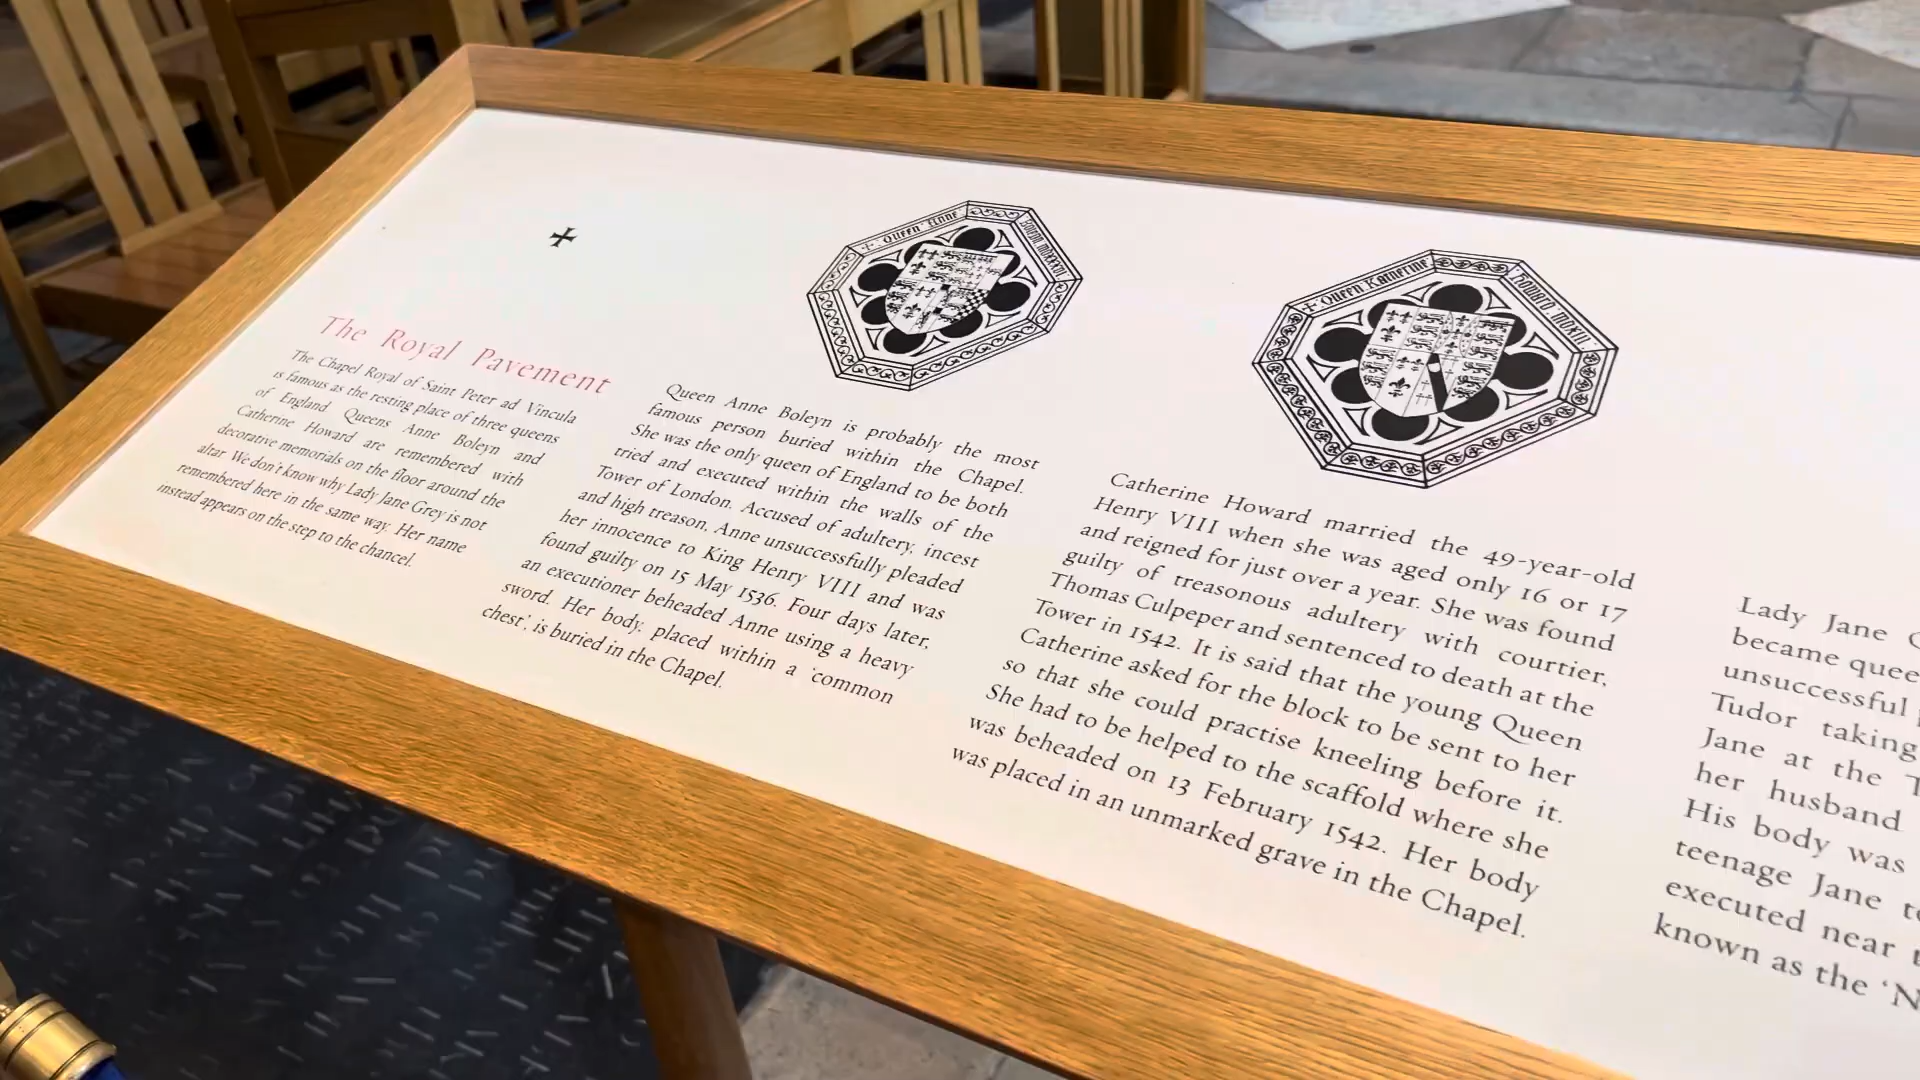 The Royal Pavement
The Chapel Royal of Saint Peter ad Vincula
is famous as the resting place of three queens
of England. Queens Anne Boleyn and
Catherine Howard are remembered with
decorative memorials on the floor around the
altar. We don't know why Lady Jane Grey is not
remembered here in the same way. Her name
instead appears on the step to the chancel.
Queen Anne
Boleyn MDXXXVI
Queen Anne Boleyn is probably the most
famous person buried within the Chapel.
She was the only queen of England to be both
tried and executed within the walls of the
Tower of London. Accused of adultery, incest
and high treason, Anne unsuccessfully pleaded
her innocence to King Henry VIII and was
found guilty on 15 May 1536. Four days later,
an executioner beheaded Anne using a heavy
sword. Her body, placed within a 'common
chest', is buried in the Chapel.
Queen Katherine
Howard MDXLII
Catherine Howard married the 49-year-old
Henry VIII when she was aged only 16 or 17
and reigned for just over a year. She was found
guilty of treasonous adultery with courtier,
Thomas Culpeper and sentenced to death at the
Tower in 1542. It is said that the young Queen
Catherine asked for the block to be sent to her
so that she could practise kneeling before it.
She had to be helped to the scaffold where she
was beheaded on 13 February 1542. Her body
was placed in an unmarked grave in the Chapel.
Lady Jane
became quee
unsuccessful
Tudor taking
Jane at the T
her husband
His body was
teenage Jane t
executed near t
known as the 'N